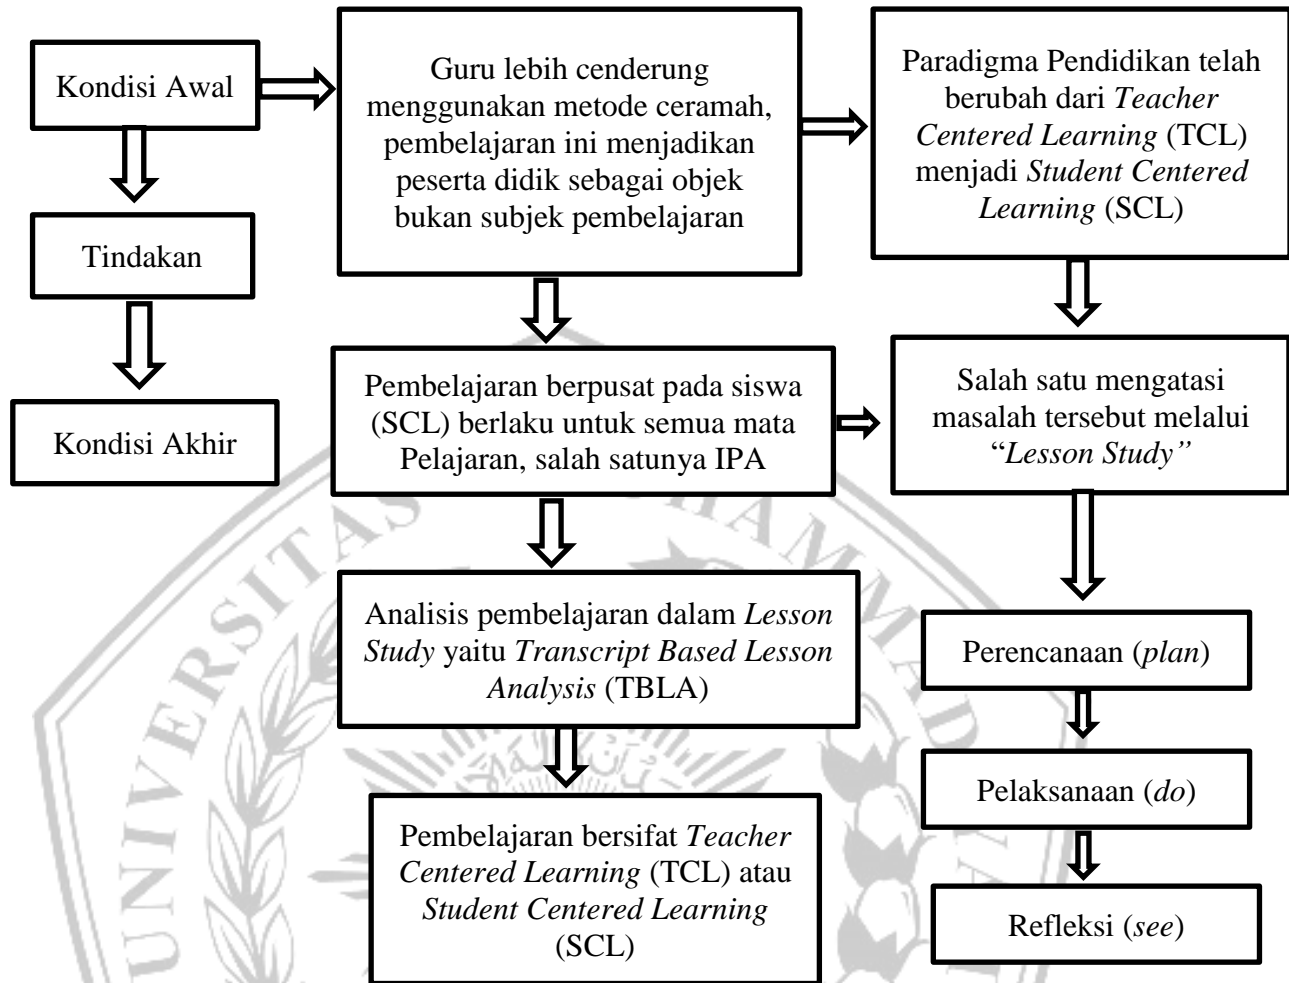 Kondisi Awal
Tindakan
Kondisi Akhir
Guru lebih cenderung
menggunakan metode ceramah,
pembelajaran ini menjadikan
peserta didik sebagai objek
bukan subjek pembelajaran
Paradigma Pendidikan telah
berubah dari Teacher
Centered Learning (TCL)
menjadi Student Centered
Learning (SCL)
Pembelajaran berpusat pada siswa
(SCL) berlaku untuk semua mata
Pelajaran, salah satunya IPA
Salah satu mengatasi
masalah tersebut melalui
“Lesson Study”
Analisis pembelajaran dalam Lesson
Study yaitu Transcript Based Lesson
Analysis (TBLA)
Perencanaan (plan)
Pelaksanaan (do)
Refleksi (see)
Pembelajaran bersifat Teacher
Centered Learning (TCL) atau
Student Centered Learning
(SCL)
UNIVERSITAS